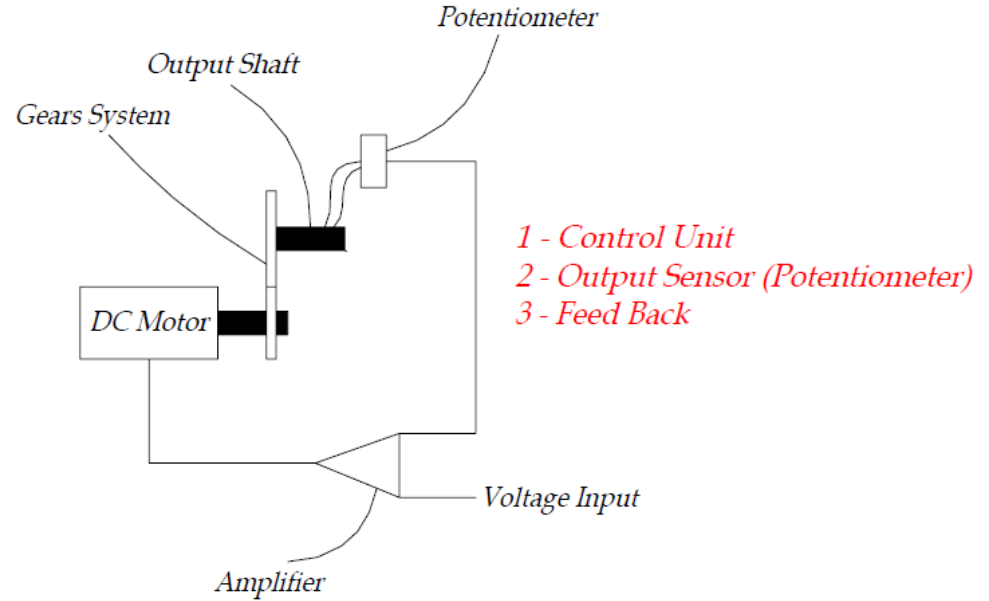 Potentiometer
Output Shaft
Gears System
1 - Control Unit
2 - Output Sensor (Potentiometer)
3 - Feed Back
DC Motor
Voltage Input
Amplifier